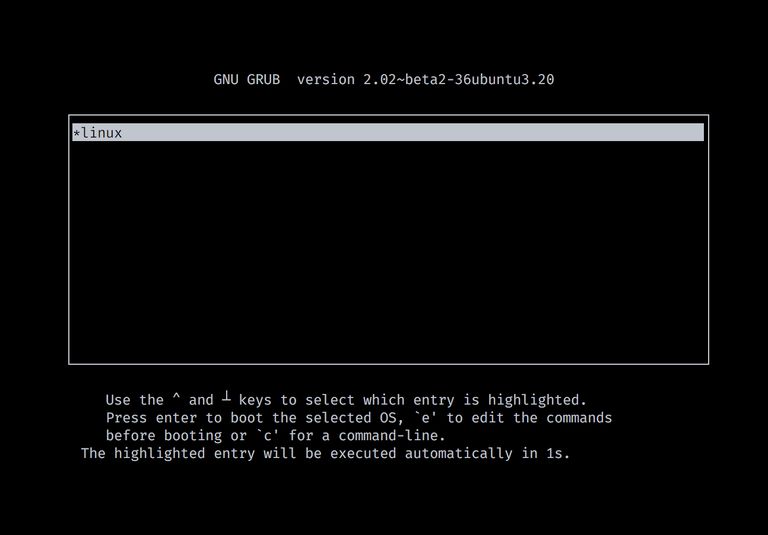 GNU GRUB  version 2.02~beta2-36ubuntu3.20
*linux
Use the ^ and ┴ keys to select which entry is highlighted.
Press enter to boot the selected OS, `e' to edit the commands
before booting or `c' for a command-line.
The highlighted entry will be executed automatically in 1s.